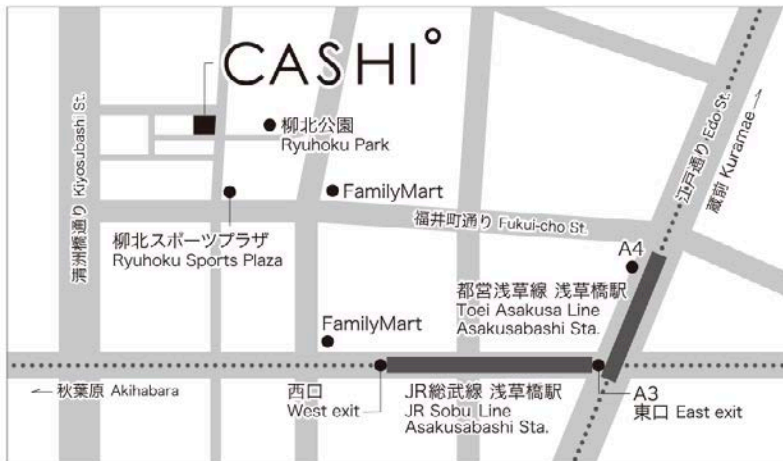 CASHI°
柳北公園
Ryuhoku Park
清洲橋通り Kiyosubashi St.
江戸通り Edo St.
蔵前 Kuramae
FamilyMart
福井町通り Fukui-cho St.
柳北スポーツプラザ
Ryuhoku Sports Plaza
A4
都営浅草線 浅草橋駅
Toei Asakusa Line
Asakusabashi Sta.
FamilyMart
秋葉原 Akihabara
西口
West exit
JR総武線 浅草橋駅
JR Sobu Line
Asakusabashi Sta.
A3
東口 East exit